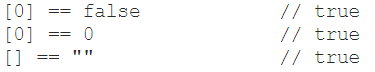 [0] == false // true
[0] == 0 // true
[] == "" // true